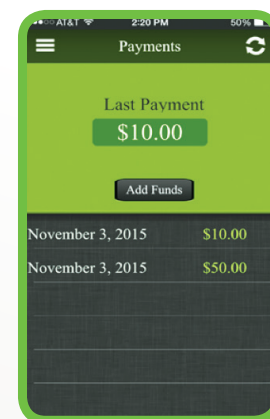 AT&T 2:20 PM 50%
Payments
Last Payment
$10.00
Add Funds
November 3, 2015 $10.00
November 3, 2015 $50.00